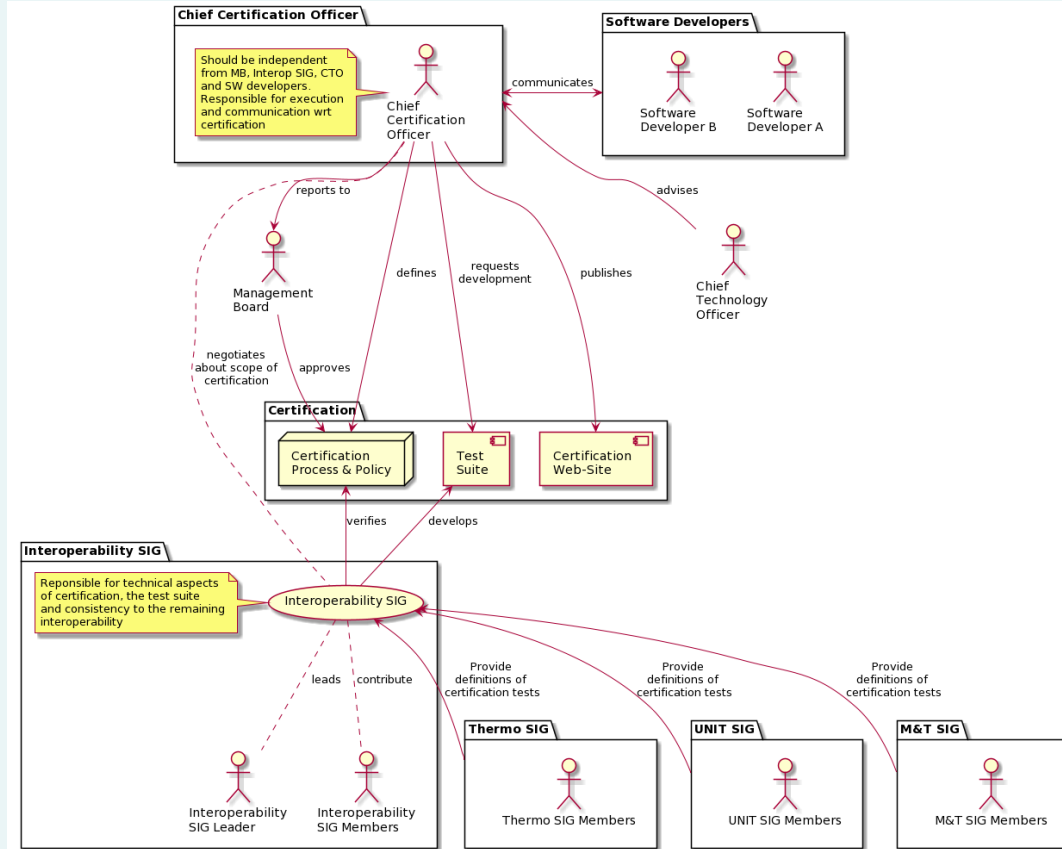 Chief Certification Officer
Should be independent
from MB, Interop SIG, CTO
and SW developers.
Responsible for execution
and communication wrt
certification
Chief
Certification
Officer
communicates
Software Developers
Software
Developer B
Software
Developer A
reports to
advises
Management
Board
defines
requests
development
publishes
Chief
Technology
Officer
negotiates
about scope of
certification
approves
Certification
Certification
Process & Policy
Test
Suite
Certification
Web-Site
verifies
develops
Interoperability SIG
Reponsible for technical aspects
of certification, the test suite
and consistency to the remaining
interoperability
Interoperability SIG
leads
contribute
Provide
definitions of
certification tests
Provide
definitions of
certification tests
Provide
definitions of
certification tests
Interoperability
SIG Leader
Interoperability
SIG Members
Thermo SIG
Thermo SIG Members
UNIT SIG
UNIT SIG Members
M&T SIG
M&T SIG Members